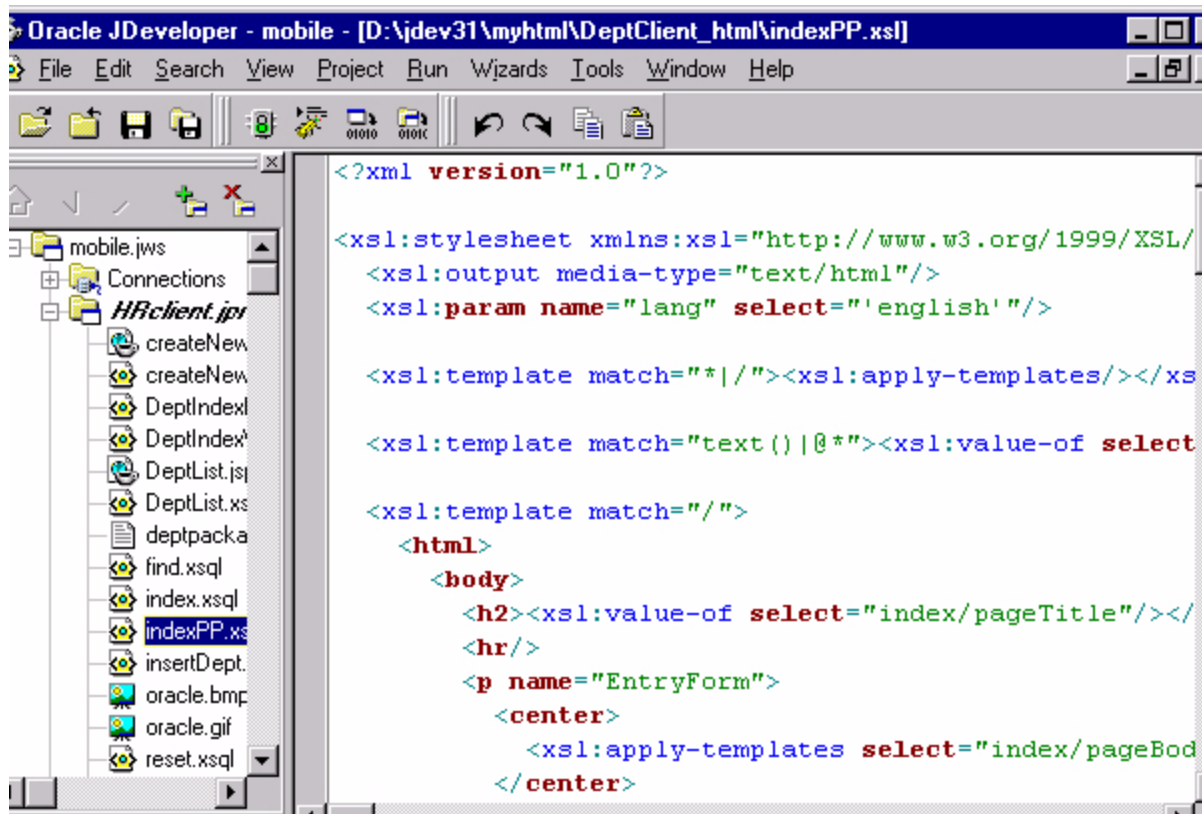 Oracle JDeveloper - mobile - [D:\jdev31\myhtml\DeptClient_html\indexPP.xsl]
File Edit Search View Project Run Wizards Tools Window Help
mobile.jws
Connections
HRclient.jpr
createNew
createNew
DeptIndex
DeptIndex
DeptList.jsp
DeptList.xs
deptpacka
find.xsql
index.xsql
indexPP.xs
insertDept.
oracle.bmp
oracle.gif
reset.xsql
<?xml version="1.0"?>
<xsl:stylesheet xmlns:xsl="http://www.w3.org/1999/XSL/
<xsl:output media-type="text/html"/>
<xsl:param name="lang" select="'english'"/>
<xsl:template match="*|/"><xsl:apply-templates/></xs
<xsl:template match="text()|@*"><xsl:value-of select
<xsl:template match="/">
<html>
<body>
<h2><xsl:value-of select="index/pageTitle"/></
<hr/>
<p name="EntryForm">
<center>
<xsl:apply-templates select="index/pageBod
</center>